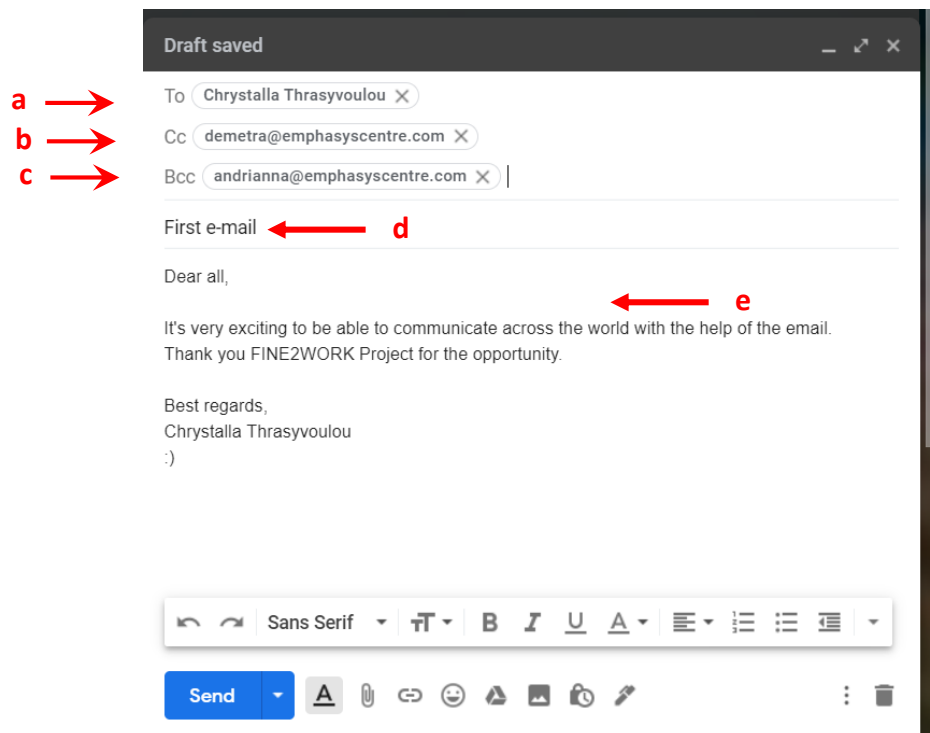 Draft saved
a To Chrystalla Thrasyvoulou
b Cc demetra@emphasyscentre.com
c Bcc andrianna@emphasyscentre.com
First e-mail d
Dear all,
e
It's very exciting to be able to communicate across the world with the help of the email.
Thank you FINE2WORK Project for the opportunity.
Best regards,
Chrystalla Thrasyvoulou
:)
Sans Serif TT B I U A
Send A